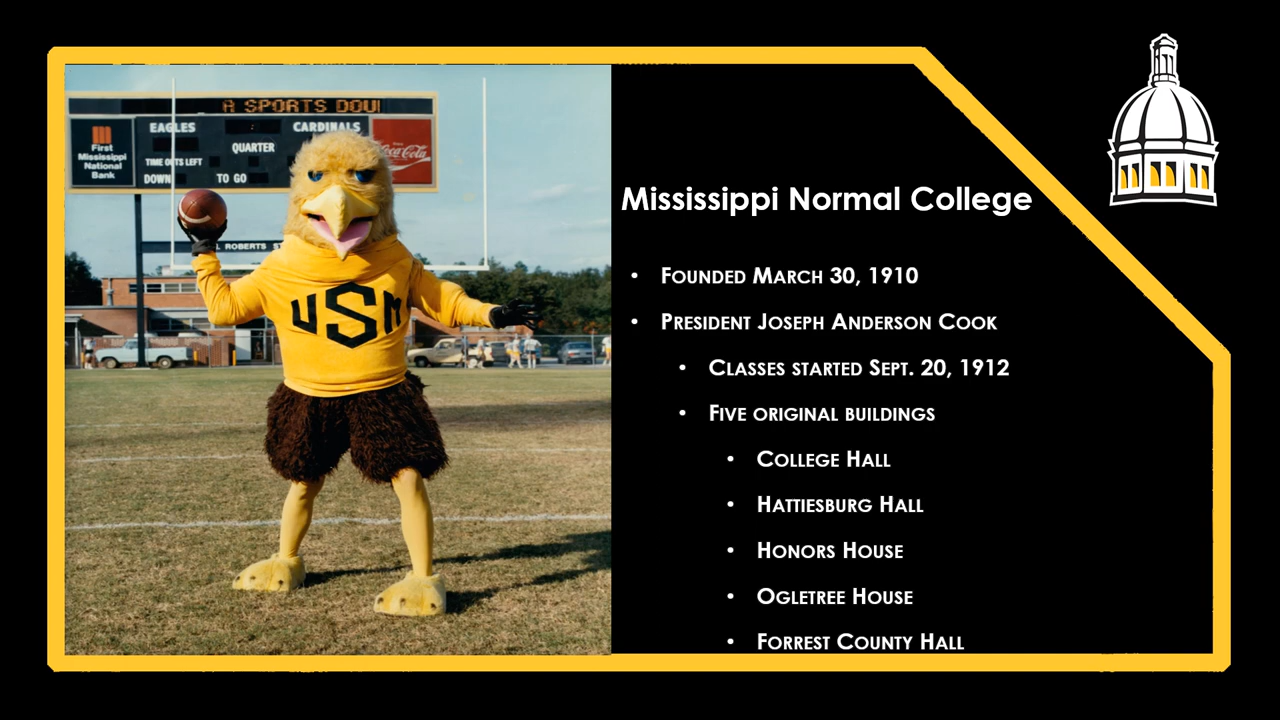 A SPORTS DOU
EAGLES
CARDINALS
QUARTER
TIME OUTS LEFT
DOWN
TO GO
First
Mississippi
National
Bank
Coca-Cola
L ROBERTS ST
USM
Mississippi Normal College
• Founded March 30, 1910
• President Joseph Anderson Cook
• Classes started Sept. 20, 1912
• Five original buildings
• College Hall
• Hattiesburg Hall
• Honors House
• Ogletree House
• Forrest County Hall